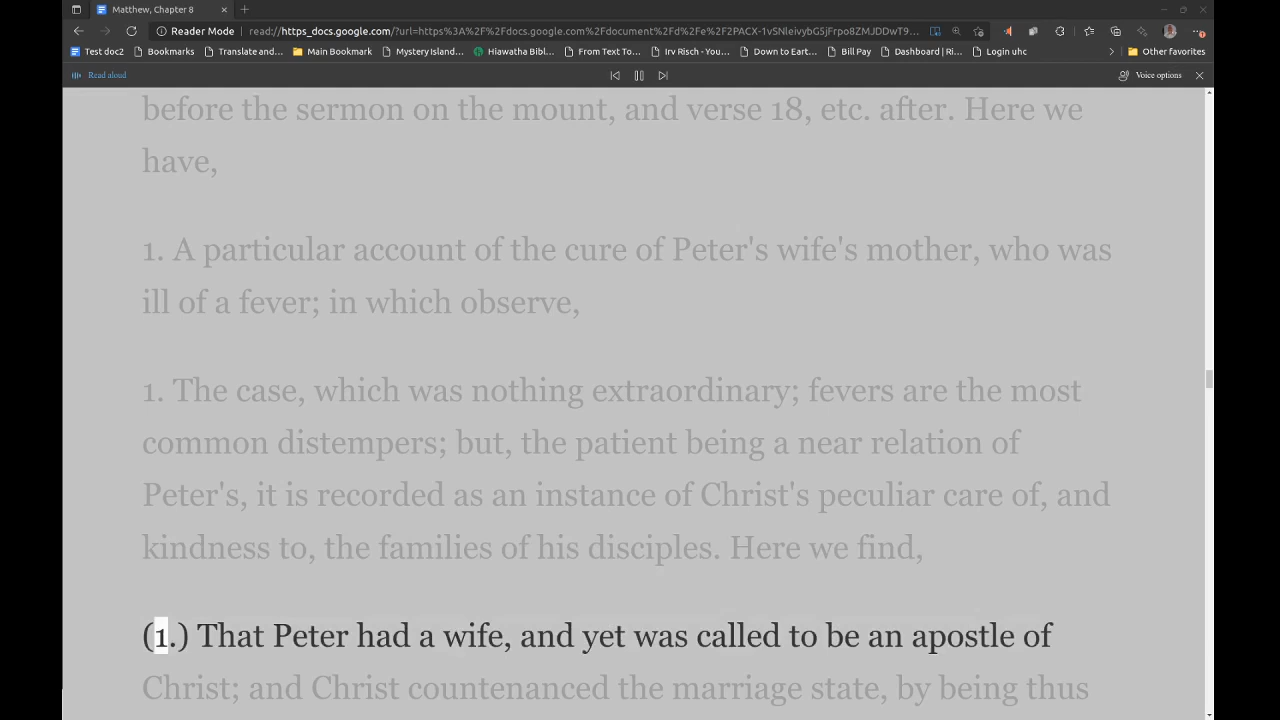 Matthew, Chapter 8
Reader Mode
read://https_docs.google.com/?url=https%3A%2F%2Fdocs.google.com%2Fdocument%2Fd%2Fe%2F2PACX-1vSNleivybG5jFrpo8ZMJDDwT9...
Test doc2 Bookmarks Translate and... Main Bookmark Mystery Island... Hiawatha Bibl... From Text To... Irv Risch - You... Down to Eart... Bill Pay Dashboard | Ri... Login uhc Other favorites
Read aloud Voice options
before the sermon on the mount, and verse 18, etc. after. Here we
have,
1. A particular account of the cure of Peter's wife's mother, who was
ill of a fever; in which observe,
1. The case, which was nothing extraordinary; fevers are the most
common distempers; but, the patient being a near relation of
Peter's, it is recorded as an instance of Christ's peculiar care of, and
kindness to, the families of his disciples. Here we find,
(1.) That Peter had a wife, and yet was called to be an apostle of
Christ; and Christ countenanced the marriage state, by being thus